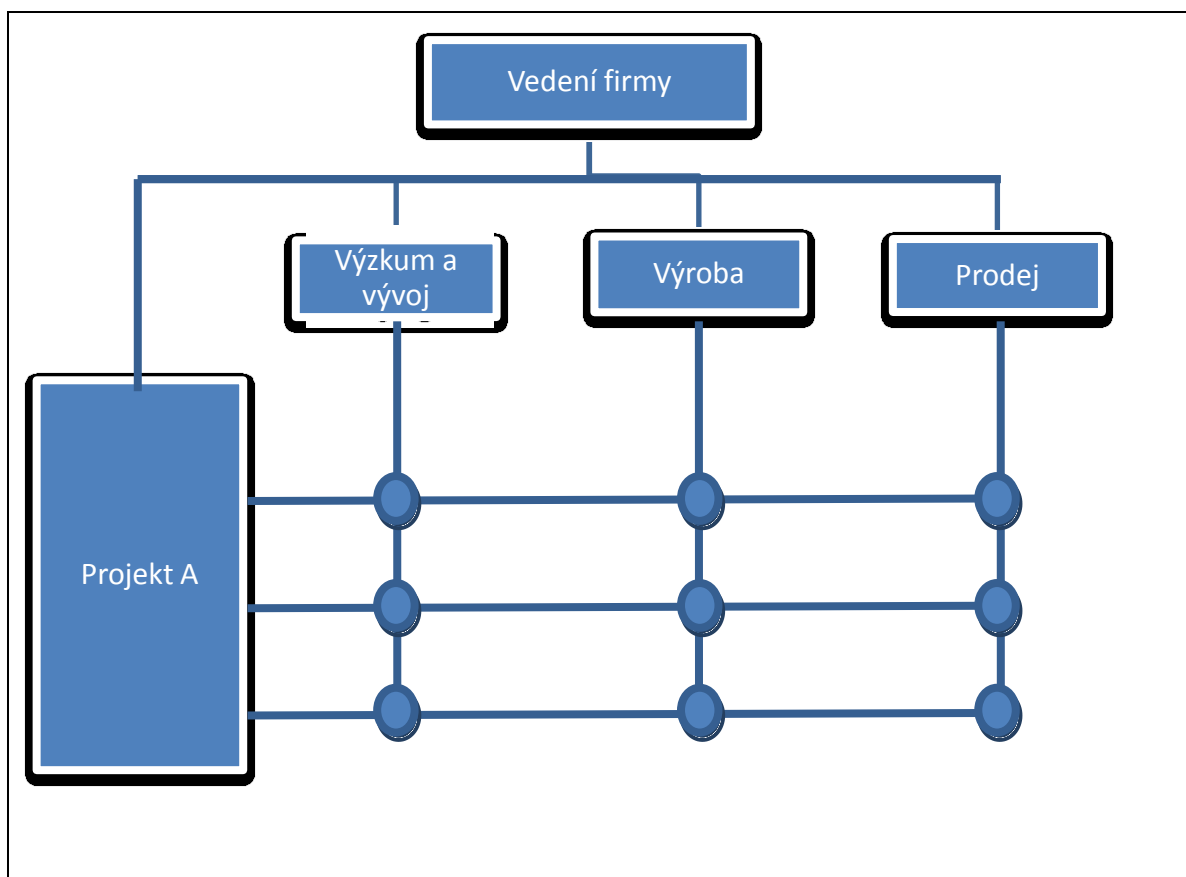 Vedení firmy
Výzkum a
vývoj
Výroba
Prodej
Projekt A